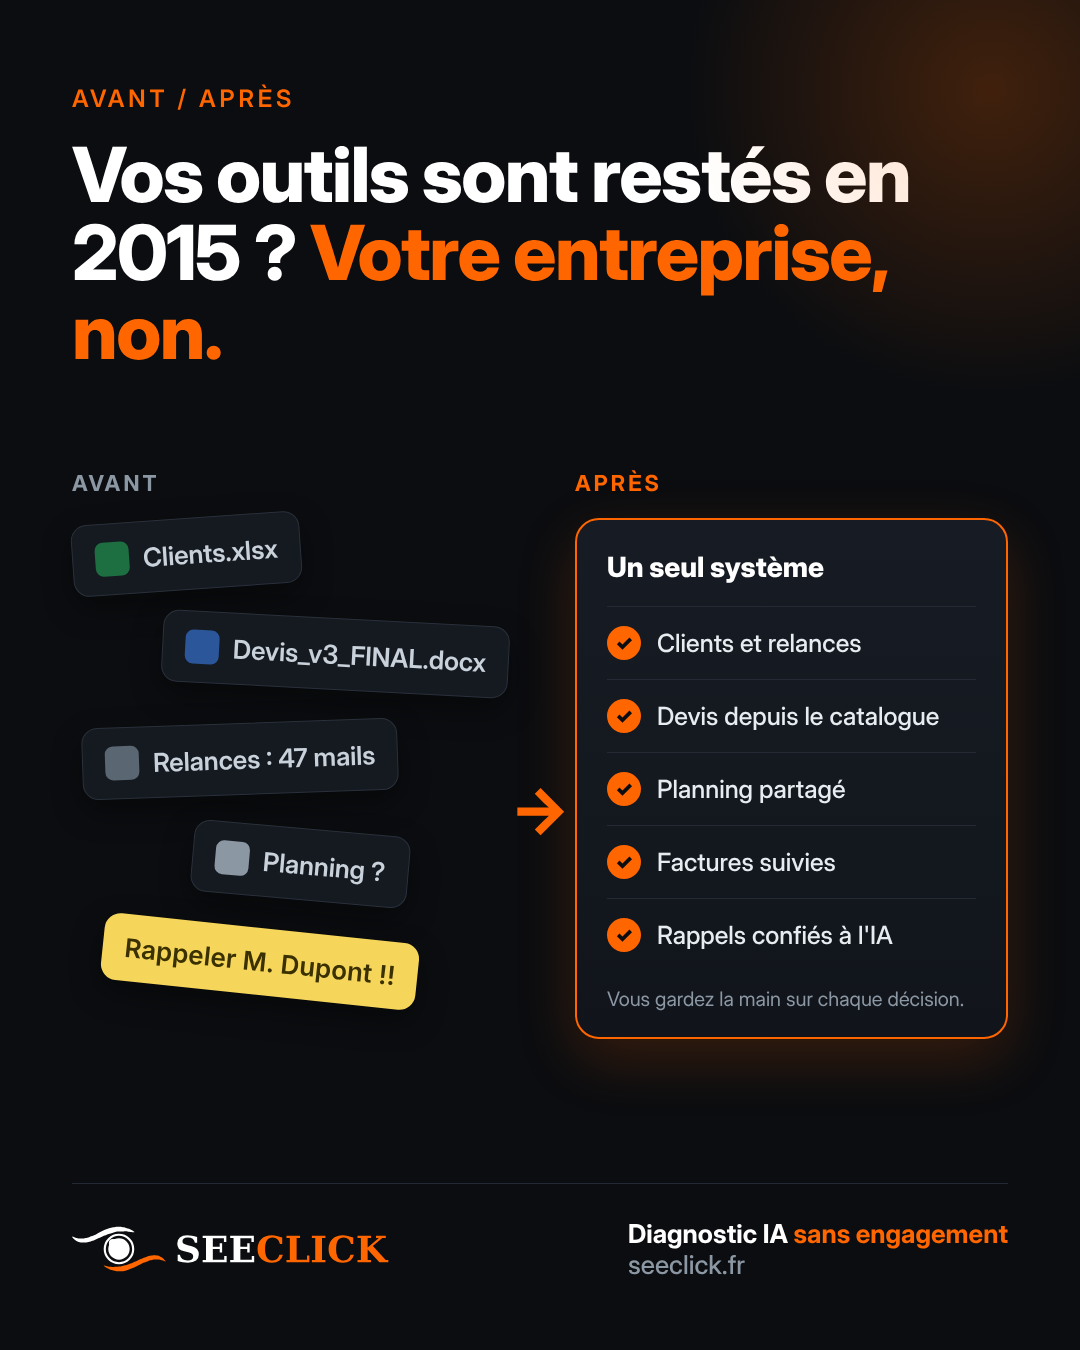 AVANT / APRÈS
Vos outils sont restés en
2015 ? Votre entreprise,
non.
AVANT
Clients.xlsx
Devis_v3_FINAL.docx
Relances : 47 mails
Planning ?
Rappeler M. Dupont !!
APRÈS
Un seul système
Clients et relances
Devis depuis le catalogue
Planning partagé
Factures suivies
Rappels confiés à l'IA
Vous gardez la main sur chaque décision.
SEECLICK
Diagnostic IA sans engagement
seeclick.fr